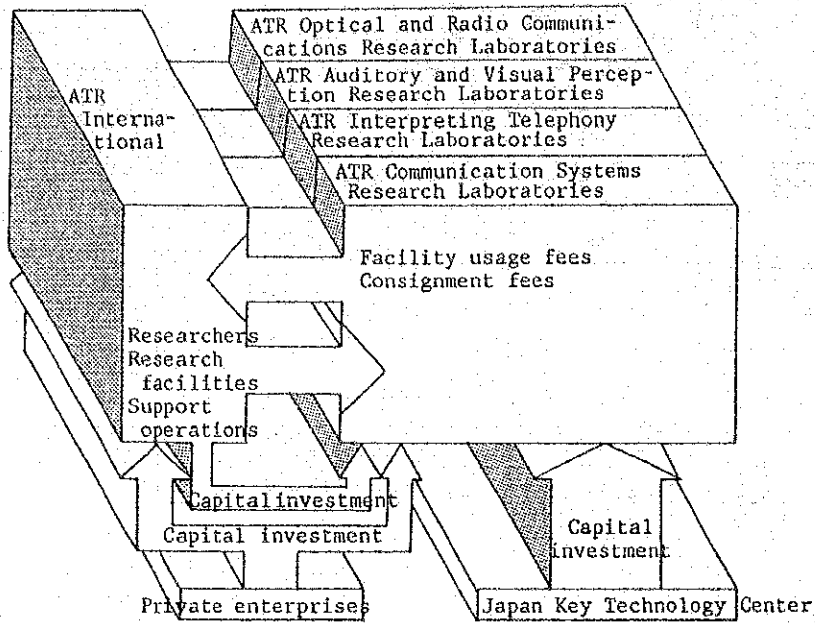 ATR Optical and Radio Communi-
cations Research Laboratories
ATR Auditory and Visual Percep-
tion Research Laboratories
ATR Interpreting Telephony
Research Laboratories
ATR Communication Systems
Research Laboratories
ATR
Interna-
tional
Facility usage fees
Consignment fees
Researchers
Research
facilities
Support
operations
Capital investment
Capital investment
Capital
investment
Private enterprises
Japan Key Technology Center